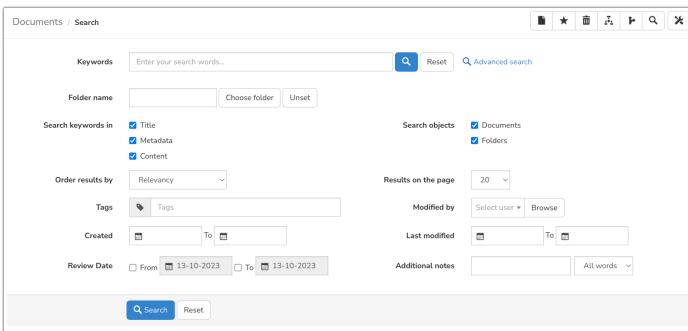 Documents / Search
Keywords Enter your search words... Reset Advanced search
Folder name Choose folder Unset
Search keywords in Title Search objects Documents
Metadata Folders
Content
Order results by Relevancy Results on the page 20
Tags Tags Modified by Select user Browse
Created To Last modified To
Review Date From 13-10-2023 To 13-10-2023 Additional notes All words
Search Reset